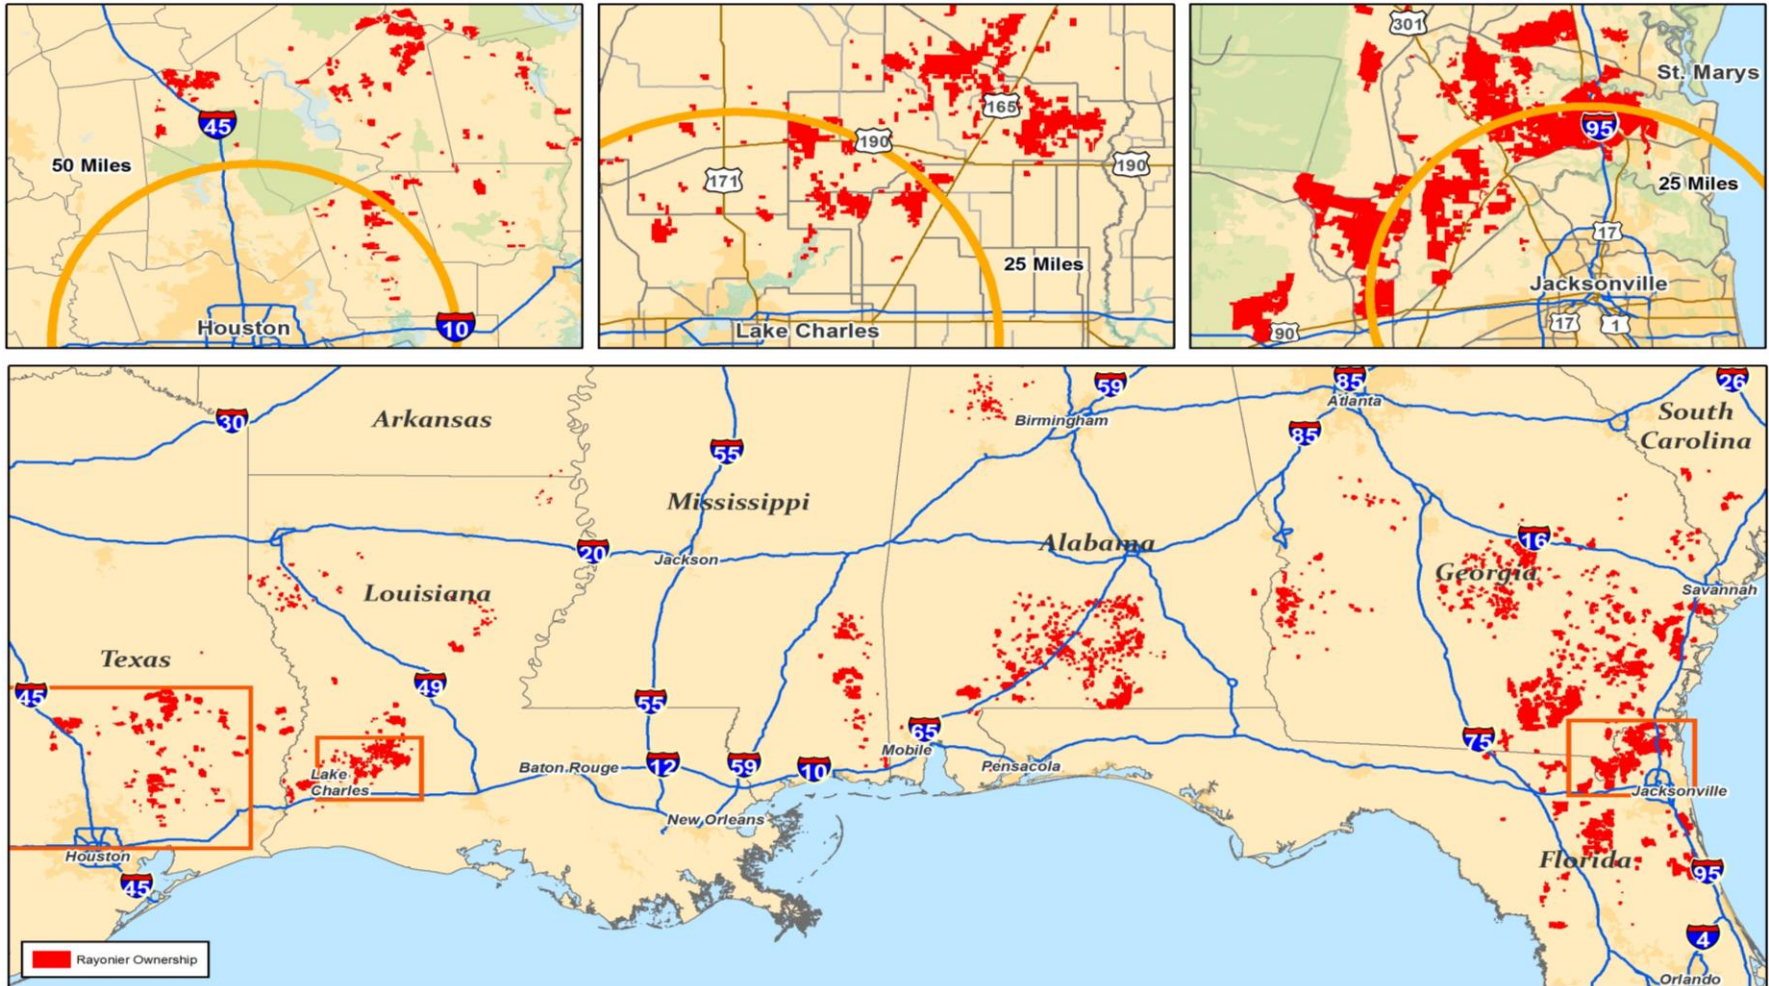 45
50 Miles
Houston
10
190
165
171
190
25 Miles
Lake Charles
301
St. Marys
95
25 Miles
17
Jacksonville
90
17
1
30
Arkansas
55
Mississippi
59
Birmingham
85
Atlanta
85
26
South
Carolina
20
Jackson
Alabama
16
Georgia
Savannah
Louisiana
Texas
45
49
55
65
Mobile
75
Lake
Charles
Baton Rouge
12
59
10
Pensacola
Jacksonville
New Orleans
Houston
45
Florida
95
4
Orlando
Rayonier Ownership